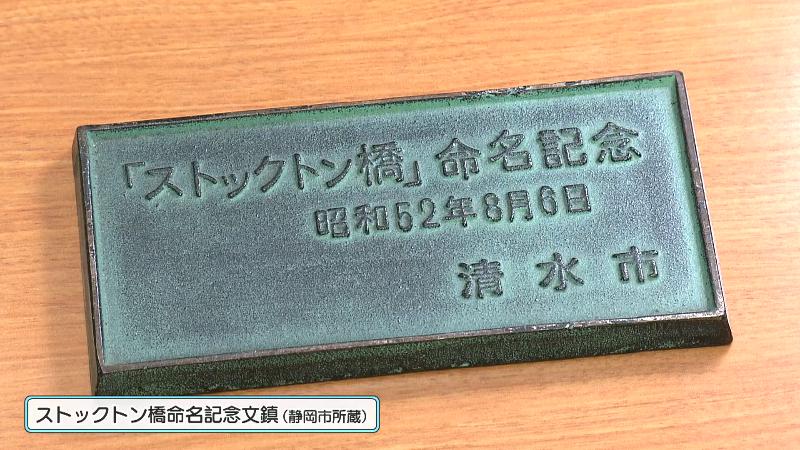 「ストックトン橋」命名記念
昭和52年8月6日
清水市
ストックトン橋命名記念文鎮（静岡市所蔵）